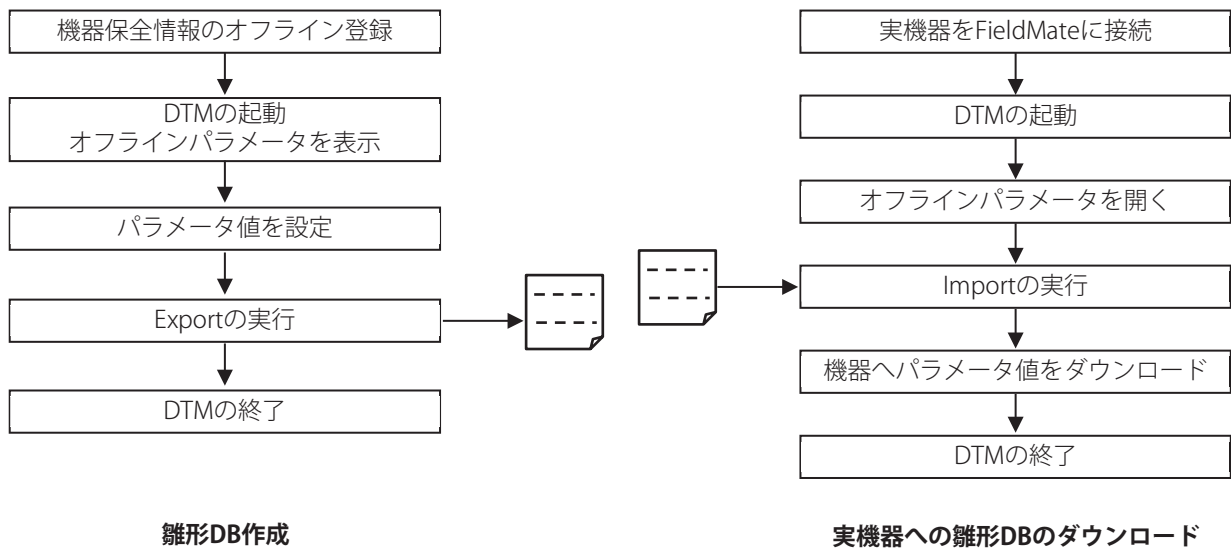 機器保全情報のオフライン登録
DTMの起動
オフラインパラメータを表示
パラメータ値を設定
Exportの実行
DTMの終了
雛形DB作成
実機器をFieldMateに接続
DTMの起動
オフラインパラメータを開く
Importの実行
機器へパラメータ値をダウンロード
DTMの終了
実機器への雛形DBのダウンロード